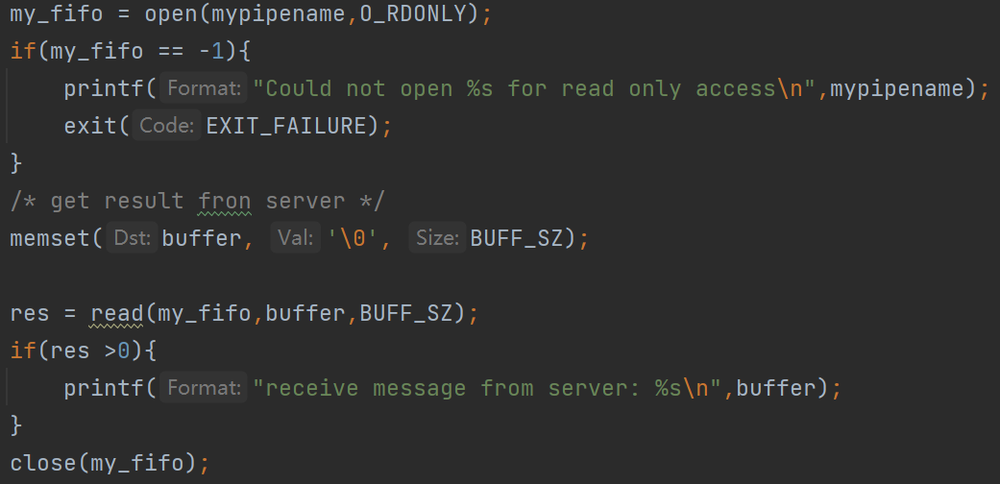 my_fifo = open(mypipename,O_RDONLY);
if(my_fifo == -1){
    printf( Format: "Could not open %s for read only access\n",mypipename);
    exit( Code: EXIT_FAILURE);
}
/* get result fron server */
memset( Dst: buffer, Val: '\0', Size: BUFF_SZ);
res = read(my_fifo,buffer,BUFF_SZ);
if(res >0){
    printf( Format: "receive message from server: %s\n",buffer);
}
close(my_fifo);